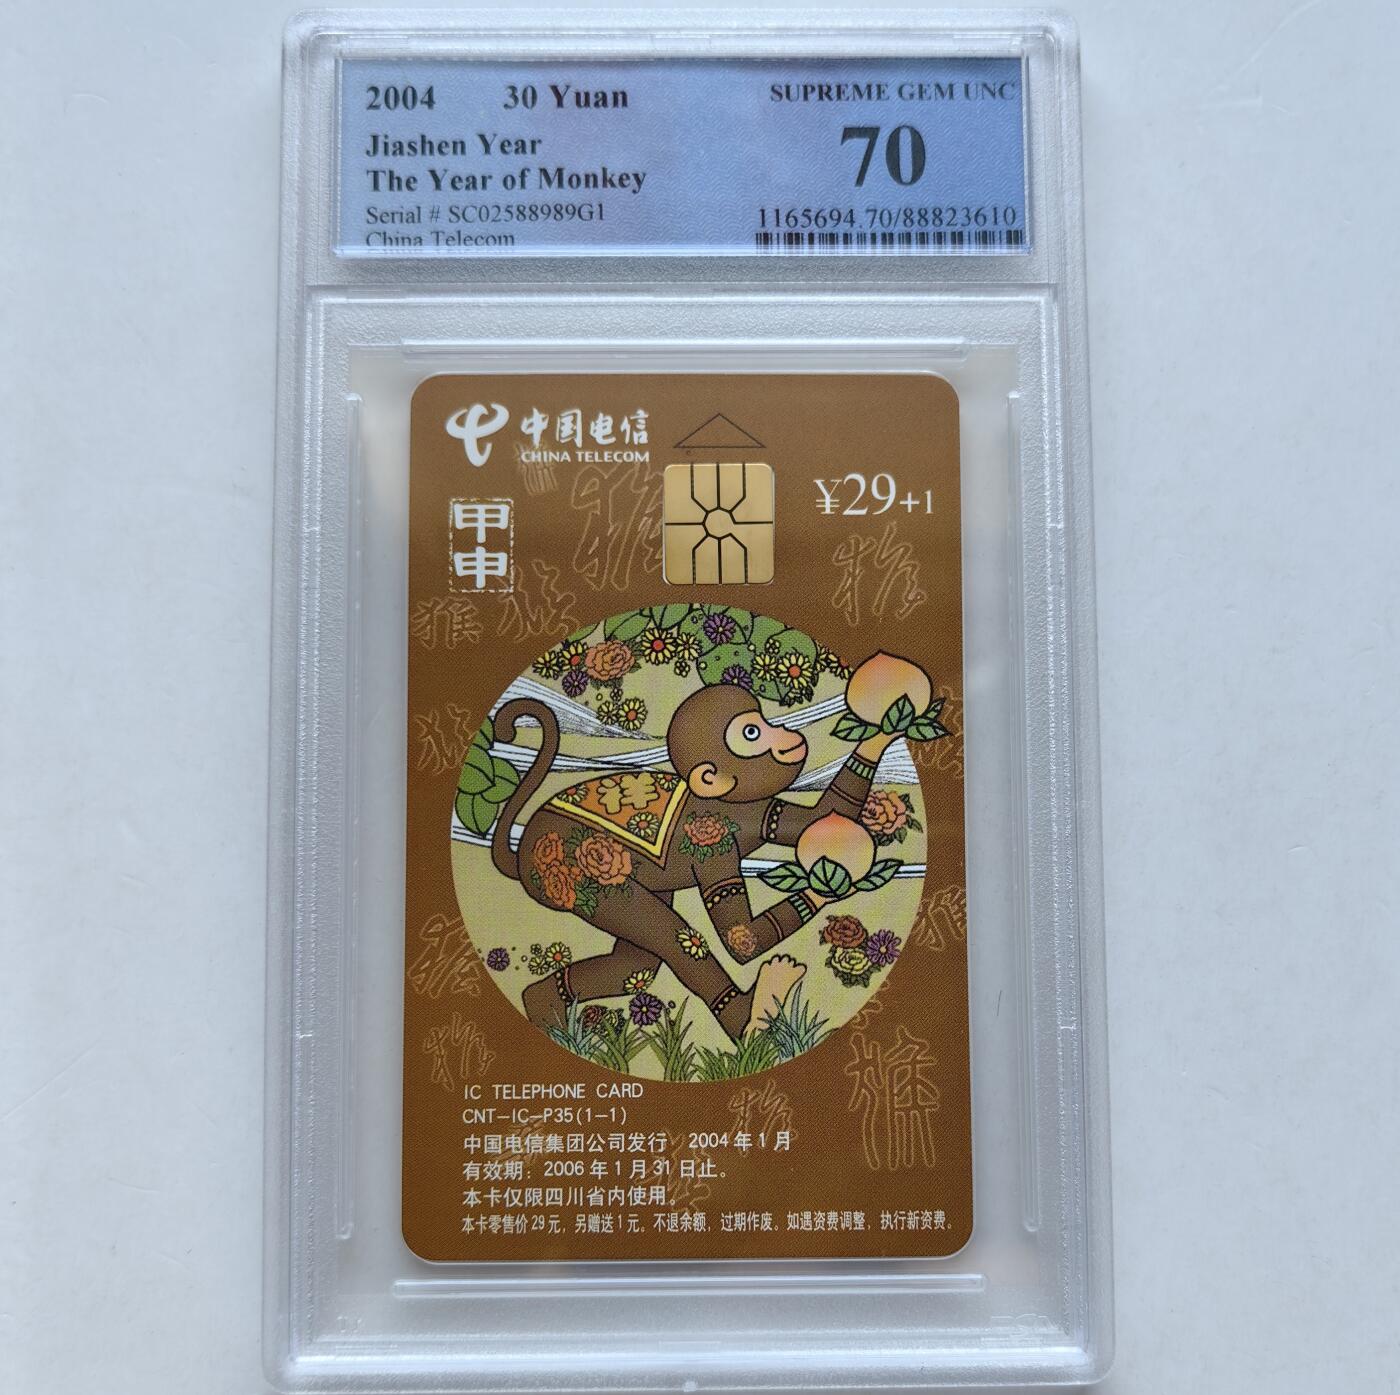 2004 30 Yuan SUPREME GEM UNC
Jiashen Year 70
The Year of Monkey
Serial # SC02588989G1 1165694.70/88823610
China Telecom
中国电信
CHINA TELECOM
¥29+1
甲
申
猴
祥
IC TELEPHONE CARD
CNT-IC-P35(1-1)
中国电信集团公司发行 2004年1月
有效期: 2006年1月31日止。
本卡仅限四川省内使用。
本卡零售价29元,另赠送1元。不退余额,过期作废。如遇资费调整,执行新资费。